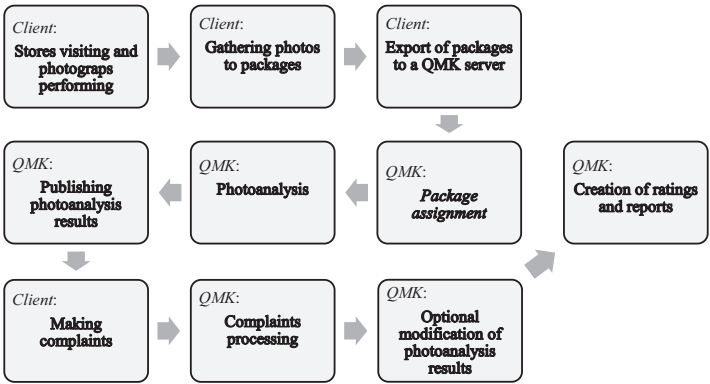 Client:
Stores visiting and
photograps
performing
Client:
Gathering photos
to packages
Client:
Export of packages
to a QMK server
QMK:
Package
assignment
QMK:
Photoanalysis
QMK:
Publishing
photoanalysis
results
Client:
Making
complaints
QMK:
Complaints
processing
QMK:
Optional
modification of
photoanalysis
results
QMK:
Creation of ratings
and reports